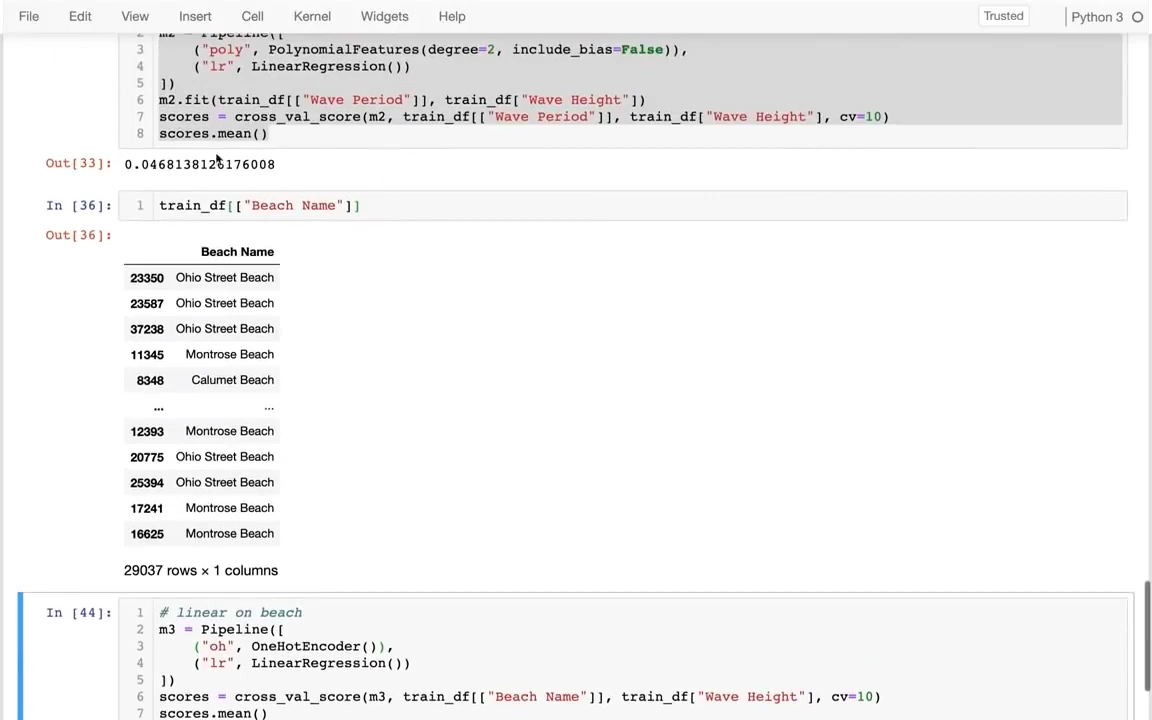 File Edit View Insert Cell Kernel Widgets Help Trusted Python 3
2 m2 = Pipeline([
3 ("poly", PolynomialFeatures(degree=2, include_bias=False)),
4 ("lr", LinearRegression())
5 ])
6 m2.fit(train_df[["Wave Period"]], train_df["Wave Height"])
7 scores = cross_val_score(m2, train_df[["Wave Period"]], train_df["Wave Height"], cv=10)
8 scores.mean()
Out[33]: 0.0468138126176008
In [36]: 1 train_df[["Beach Name"]]
Out[36]:
Beach Name
23350 Ohio Street Beach
23587 Ohio Street Beach
37238 Ohio Street Beach
11345 Montrose Beach
8348 Calumet Beach
... ...
12393 Montrose Beach
20775 Ohio Street Beach
25394 Ohio Street Beach
17241 Montrose Beach
16625 Montrose Beach
29037 rows × 1 columns
In [44]: 1 # linear on beach
2 m3 = Pipeline([
3 ("oh", OneHotEncoder()),
4 ("lr", LinearRegression())
5 ])
6 scores = cross_val_score(m3, train_df[["Beach Name"]], train_df["Wave Height"], cv=10)
7 scores.mean()